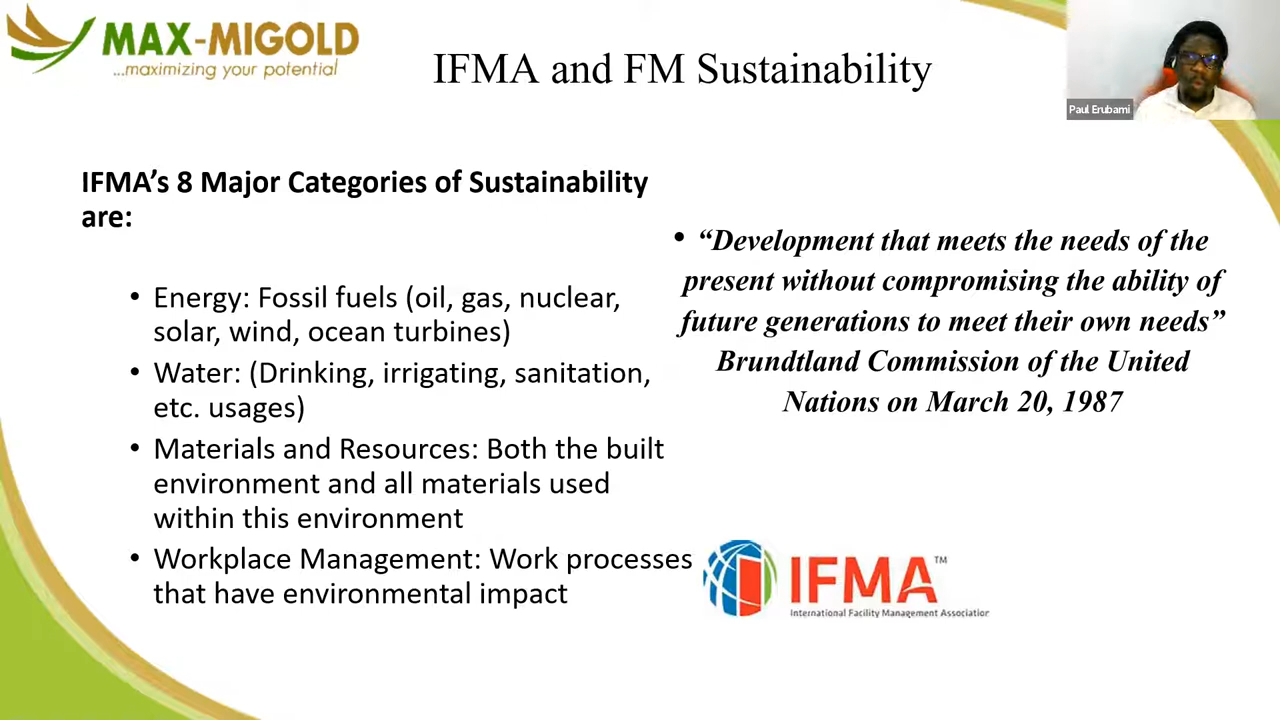 MAX-MIGOLD
...maximizing your potential
IFMA and FM Sustainability
Paul Erubami
IFMA’s 8 Major Categories of Sustainability
are:
• Energy: Fossil fuels (oil, gas, nuclear,
solar, wind, ocean turbines)
• Water: (Drinking, irrigating, sanitation,
etc. usages)
• Materials and Resources: Both the built
environment and all materials used
within this environment
• Workplace Management: Work processes
that have environmental impact
• “Development that meets the needs of the
present without compromising the ability of
future generations to meet their own needs”
Brundtland Commission of the United
Nations on March 20, 1987
IFMA™
International Facility Management Association